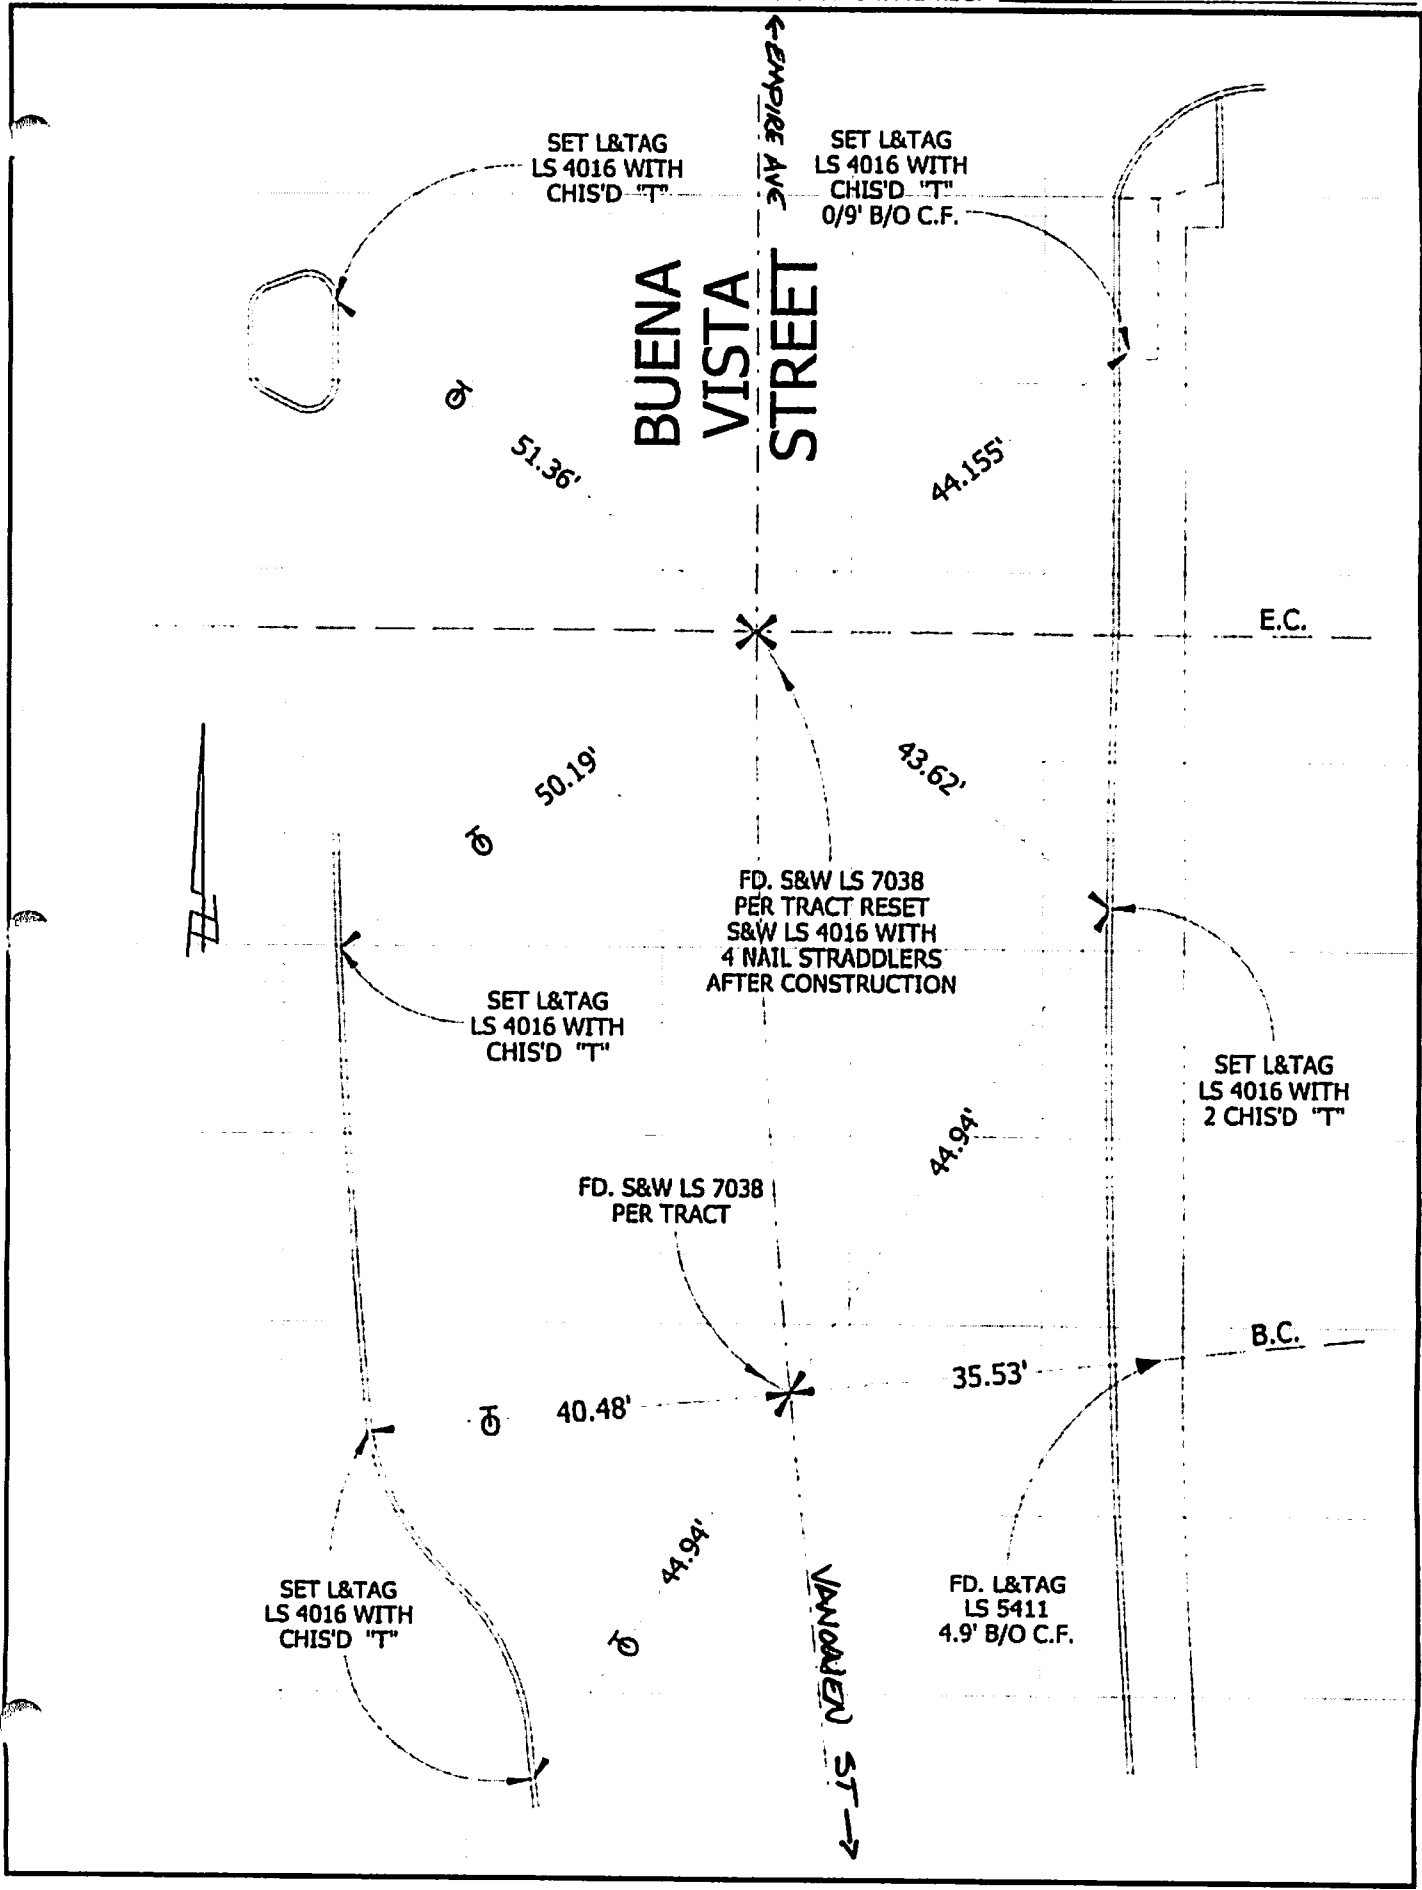 ← EMPIRE AVE
SET L&TAG
LS 4016 WITH
CHIS'D "T"
SET L&TAG
LS 4016 WITH
CHIS'D "T"
0/9' B/O C.F.
BUENA
VISTA
STREET
51.36'
44.155'
E.C.
50.19'
43.62'
FD. S&W LS 7038
PER TRACT RESET
S&W LS 4016 WITH
4 NAIL STRADDLERS
AFTER CONSTRUCTION
SET L&TAG
LS 4016 WITH
CHIS'D "T"
SET L&TAG
LS 4016 WITH
2 CHIS'D "T"
44.94'
FD. S&W LS 7038
PER TRACT
B.C.
35.53'
40.48'
44.94'
SET L&TAG
LS 4016 WITH
CHIS'D "T"
FD. L&TAG
LS 5411
4.9' B/O C.F.
VANOWEN ST →